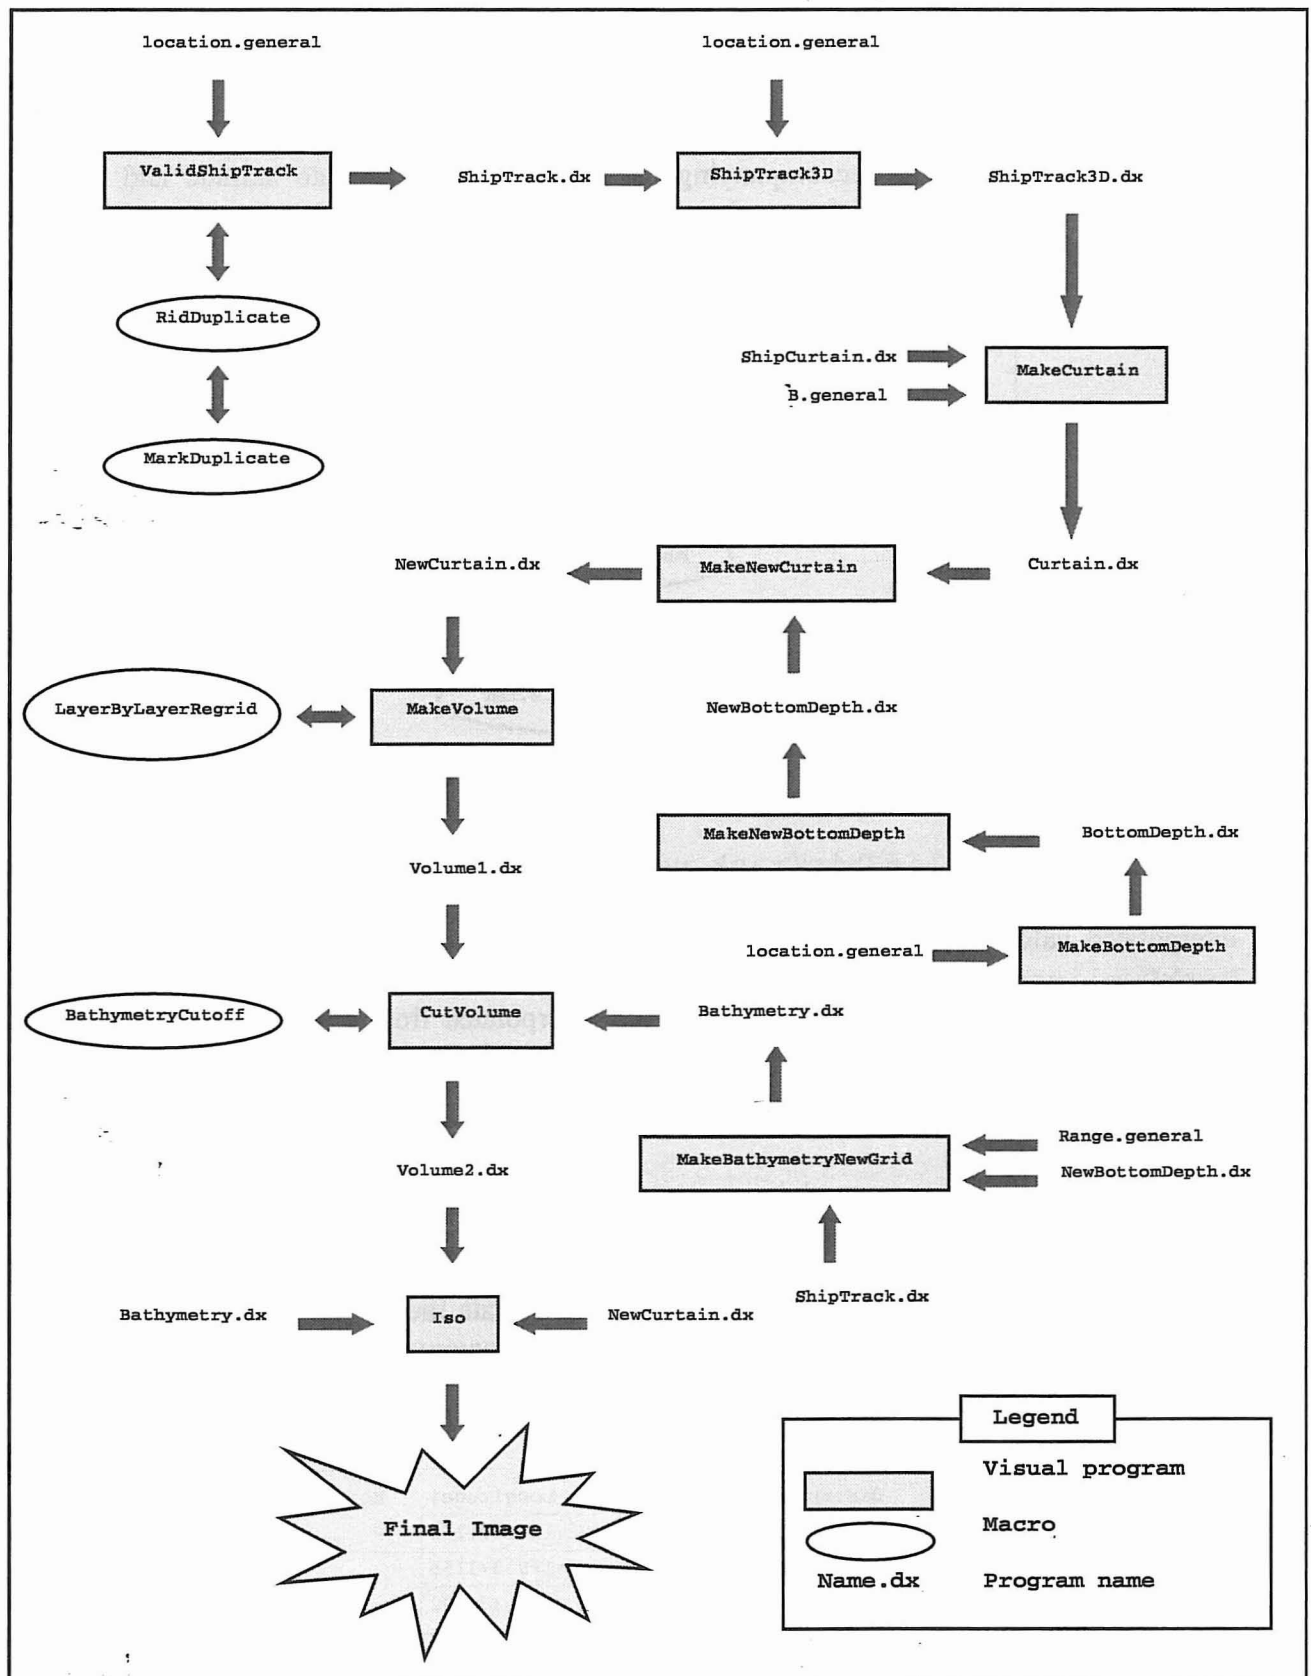 location.general
location.general
ValidShipTrack
ShipTrack.dx
ShipTrack3D
ShipTrack3D.dx
RidDuplicate
ShipCurtain.dx
MakeCurtain
B.general
MarkDuplicate
NewCurtain.dx
MakeNewCurtain
Curtain.dx
LayerByLayerRegrid
MakeVolume
NewBottomDepth.dx
MakeNewBottomDepth
BottomDepth.dx
Volume1.dx
location.general
MakeBottomDepth
BathymetryCutoff
CutVolume
Bathymetry.dx
Range.general
MakeBathymetryNewGrid
Volume2.dx
NewBottomDepth.dx
ShipTrack.dx
Bathymetry.dx
Iso
NewCurtain.dx
Final Image
Legend
Visual program
Macro
Name.dx
Program name